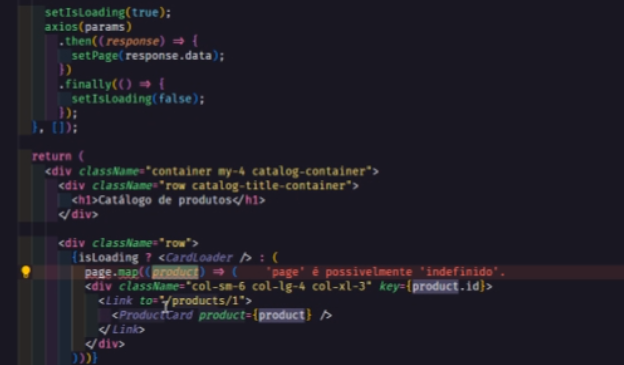 setIsLoading(true);
axios(params)
.then((response) => {
setPage(response.data);
})
.finally(() => {
setIsLoading(false);
});
}, []);
return (
<div className="container my-4 catalog-container">
<div className="row catalog-title-container">
<h1>Catálogo de produtos</h1>
</div>
<div className="row">
{isLoading ? <CardLoader /> : (
page.map((product) => ( 'page' é possivelmente 'indefinido'.
<div className="col-sm-6 col-lg-4 col-xl-3" key={product.id}>
<Link to="/products/1">
<ProductCard product={product} />
</Link>
</div>
)))}